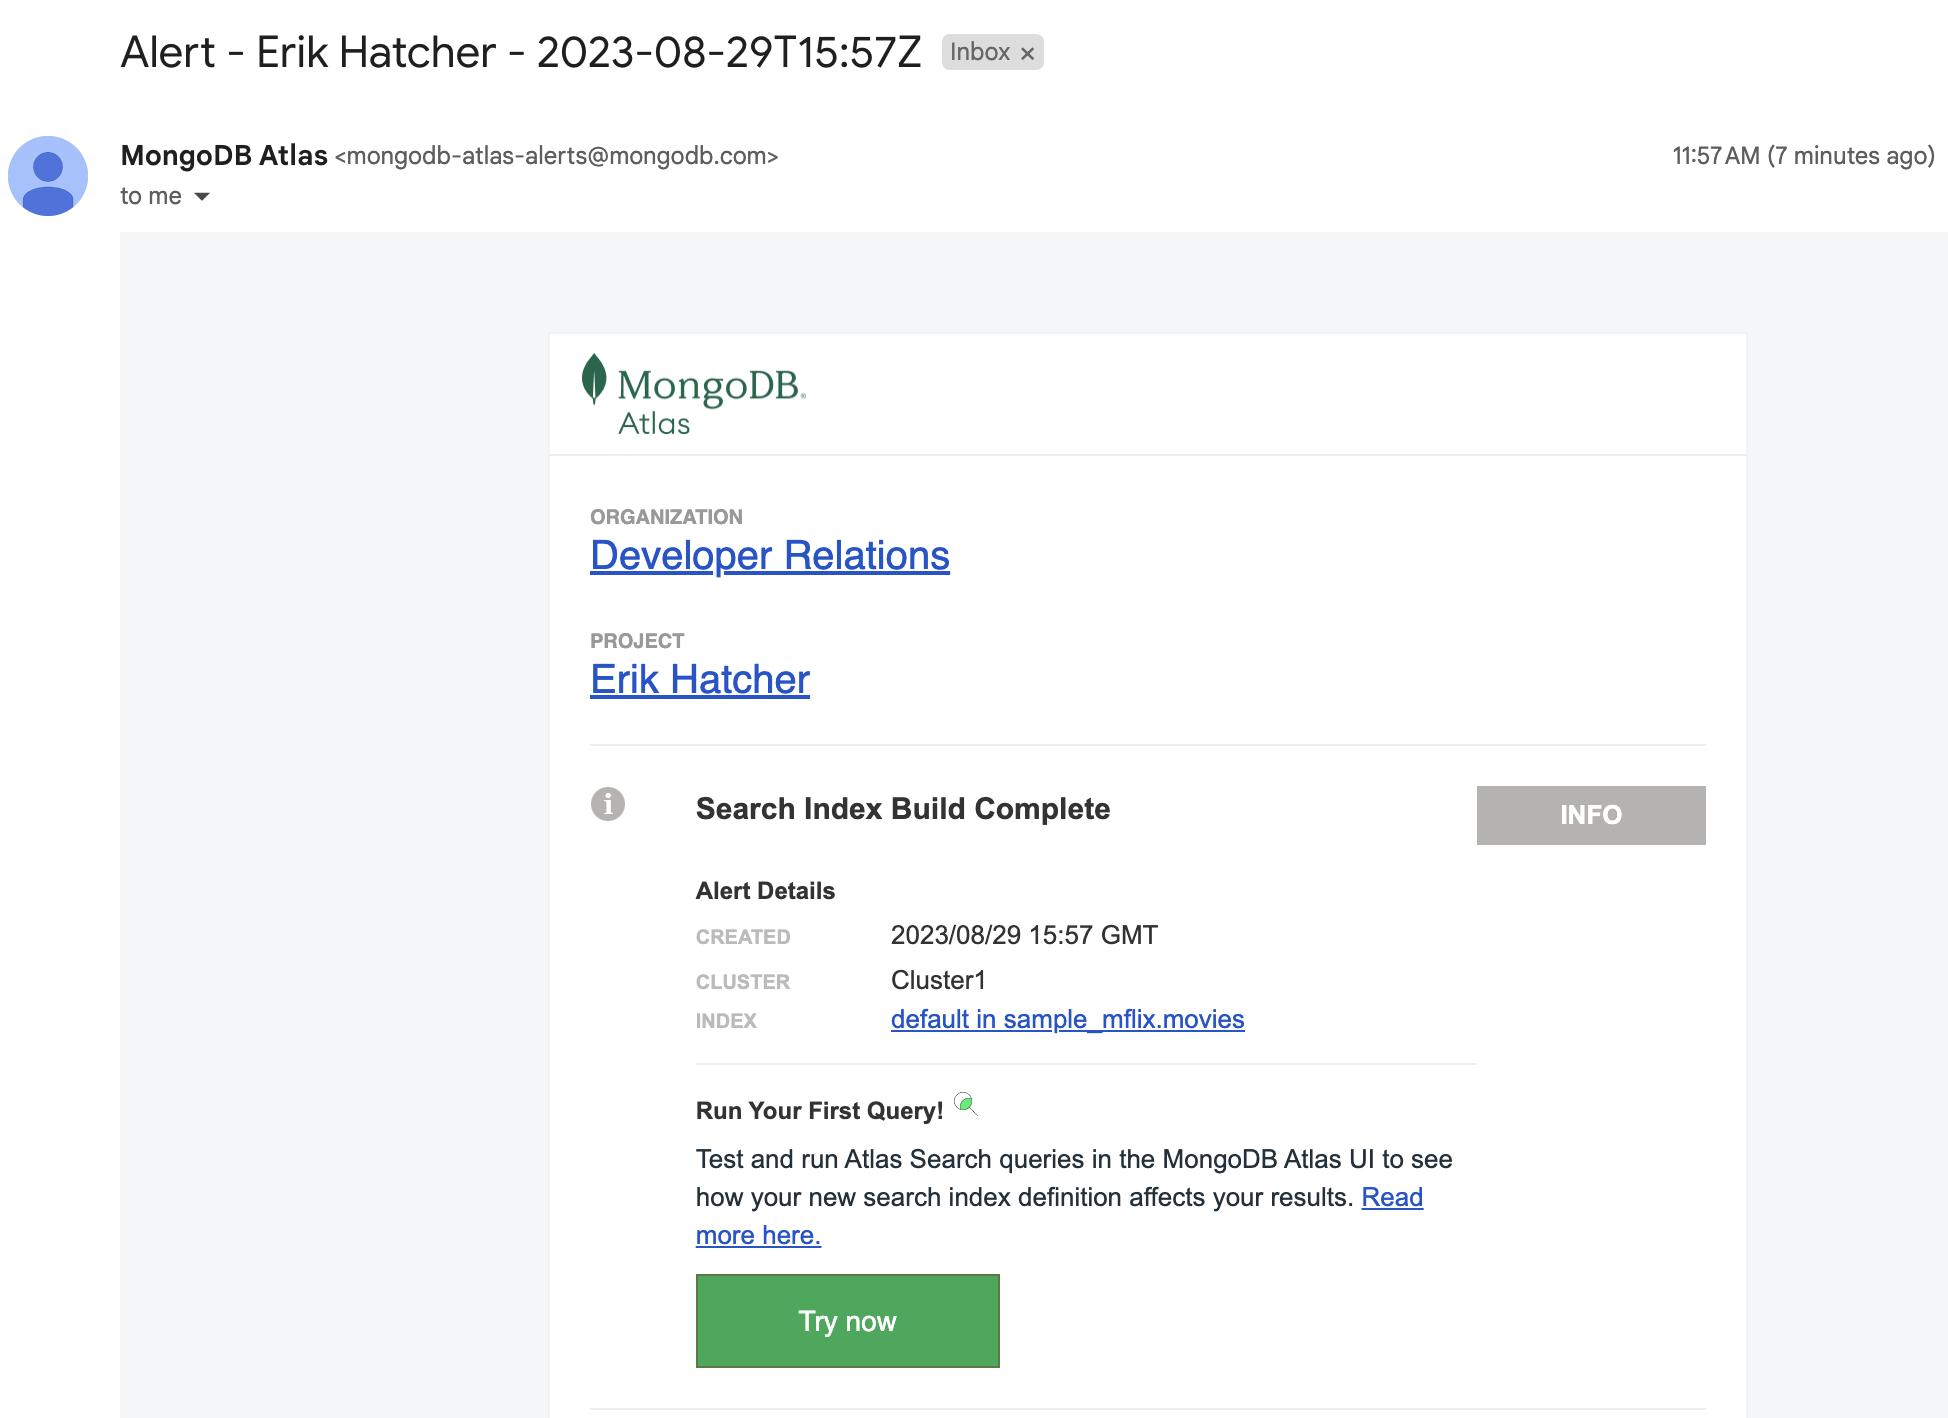 Alert - Erik Hatcher - 2023-08-29T15:57Z Inbox ×
MongoDB Atlas <mongodb-atlas-alerts@mongodb.com> 11:57 AM (7 minutes ago)
to me
MongoDB®
Atlas
ORGANIZATION
Developer Relations
PROJECT
Erik Hatcher
i Search Index Build Complete INFO
Alert Details
CREATED 2023/08/29 15:57 GMT
CLUSTER Cluster1
INDEX default in sample_mflix.movies
Run Your First Query!
Test and run Atlas Search queries in the MongoDB Atlas UI to see
how your new search index definition affects your results. Read
more here.
Try now